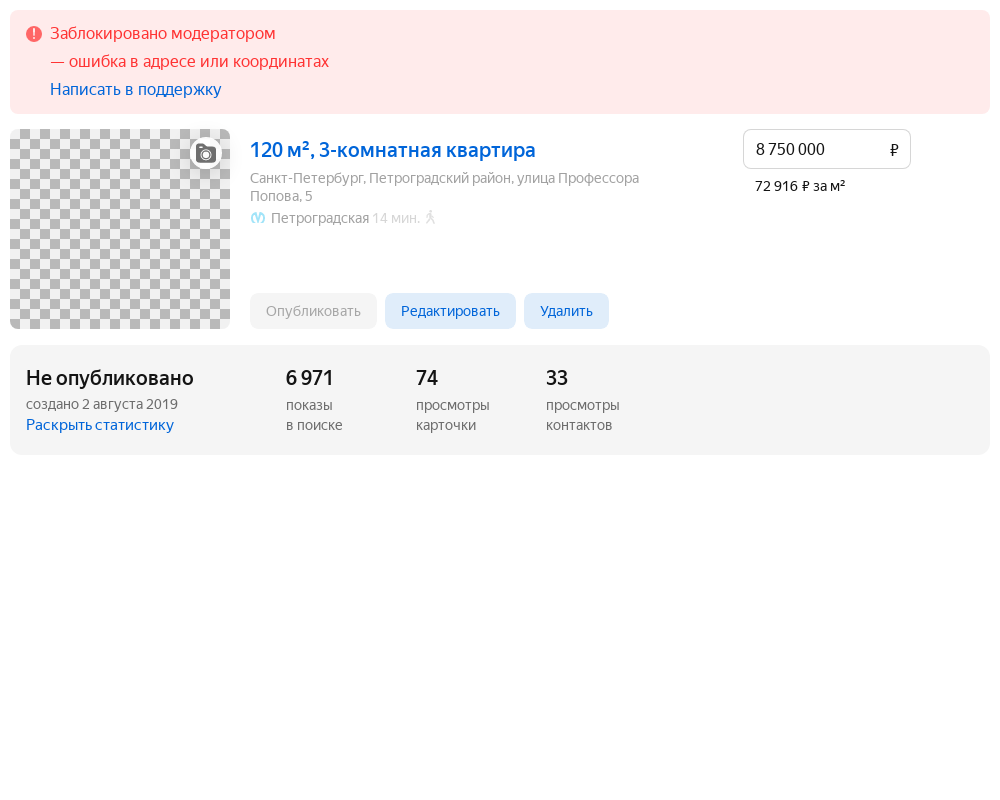 Заблокировано модератором
— ошибка в адресе или координатах
Написать в поддержку
120 м², 3-комнатная квартира
Санкт-Петербург, Петроградский район, улица Профессора
Попова, 5
Петроградская 14 мин.
8 750 000 ₽
72 916 ₽ за м²
Опубликовать Редактировать Удалить
Не опубликовано
создано 2 августа 2019
Раскрыть статистику
6 971
показы
в поиске
74
просмотры
карточки
33
просмотры
контактов